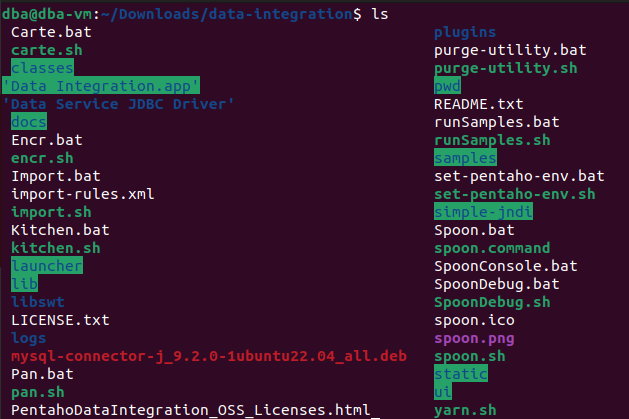 dba@dba-vm:~/Downloads/data-integration$ ls
Carte.bat plugins
carte.sh purge-utility.bat
classes purge-utility.sh
'Data Integration.app' pwd
'Data Service JDBC Driver' README.txt
docs runSamples.bat
Encr.bat runSamples.sh
encr.sh samples
Import.bat set-pentaho-env.bat
import-rules.xml set-pentaho-env.sh
import.sh simple-jndi
Kitchen.bat Spoon.bat
kitchen.sh spoon.command
launcher SpoonConsole.bat
lib SpoonDebug.bat
libswt SpoonDebug.sh
LICENSE.txt spoon.ico
logs spoon.png
mysql-connector-j_9.2.0-1ubuntu22.04_all.deb spoon.sh
Pan.bat static
pan.sh ui
PentahoDataIntegration_OSS_Licenses.html yarn.sh